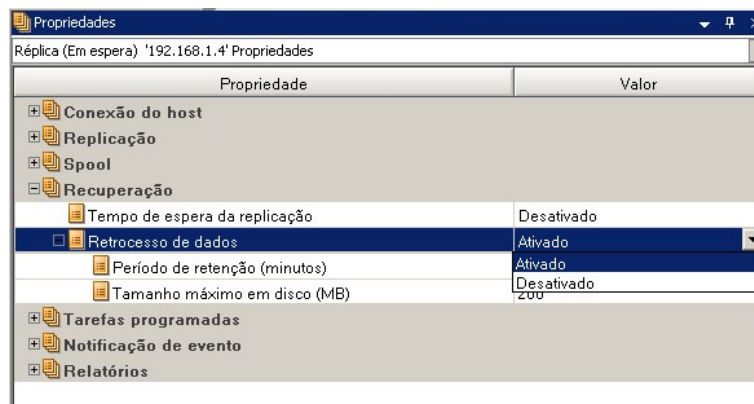 Propriedades
Réplica (Em espera) '192.168.1.4' Propriedades
Propriedade Valor
Conexão do host
Replicação
Spool
Recuperação
Tempo de espera da replicação Desativado
Retrocesso de dados Ativado
Período de retenção (minutos) Ativado
Desativado
Tamanho máximo em disco (MB) 200
Tarefas programadas
Notificação de evento
Relatórios